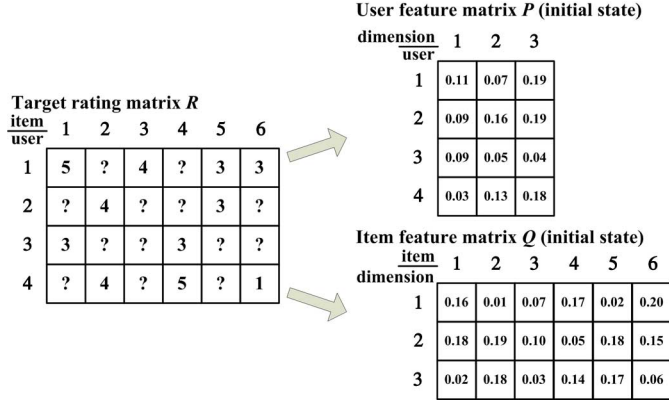 User feature matrix P (initial state)
dimension 1 2 3
user
1 0.11 0.07 0.19
2 0.09 0.16 0.19
3 0.09 0.05 0.04
4 0.03 0.13 0.18
Target rating matrix R
item 1 2 3 4 5 6
user
1 5 ? 4 ? 3 3
2 ? 4 ? ? 3 ?
3 3 ? ? 3 ? ?
4 ? 4 ? 5 ? 1
Item feature matrix Q (initial state)
item 1 2 3 4 5 6
dimension
1 0.16 0.01 0.07 0.17 0.02 0.20
2 0.18 0.19 0.10 0.05 0.18 0.15
3 0.02 0.18 0.03 0.14 0.17 0.06